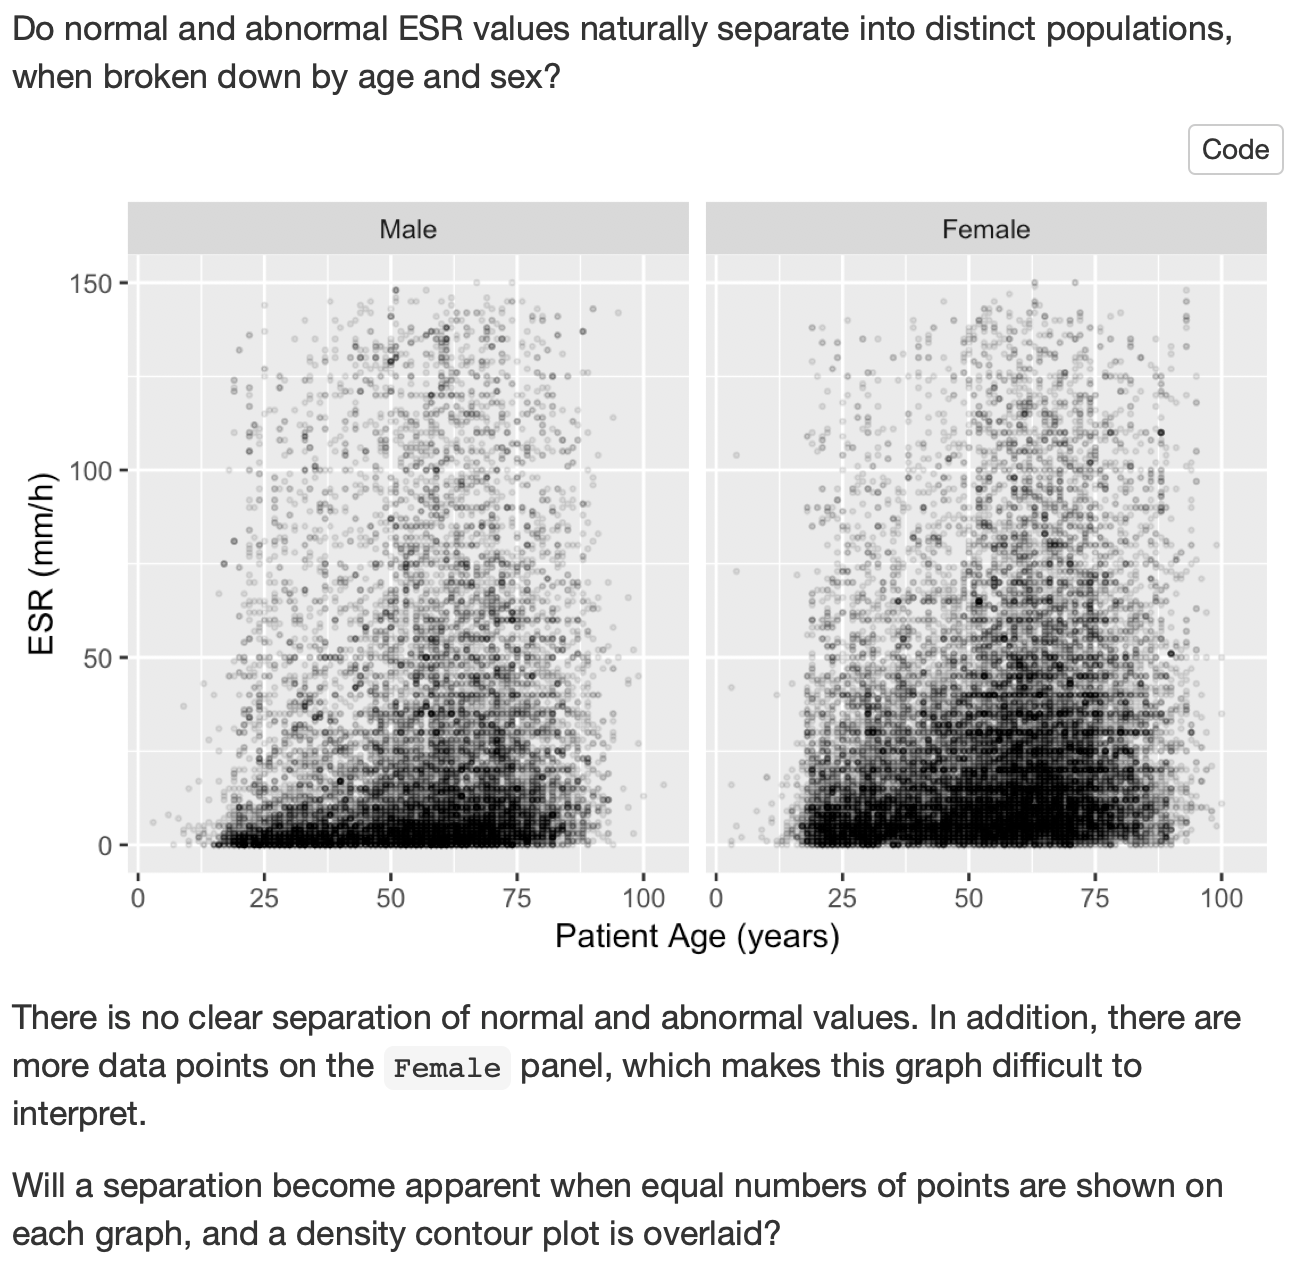 Do normal and abnormal ESR values naturally separate into distinct populations,
when broken down by age and sex?
Code
Male
Female
150
100
50
0
ESR (mm/h)
0 25 50 75 100
0 25 50 75 100
Patient Age (years)
There is no clear separation of normal and abnormal values. In addition, there are
more data points on the Female panel, which makes this graph difficult to
interpret.
Will a separation become apparent when equal numbers of points are shown on
each graph, and a density contour plot is overlaid?